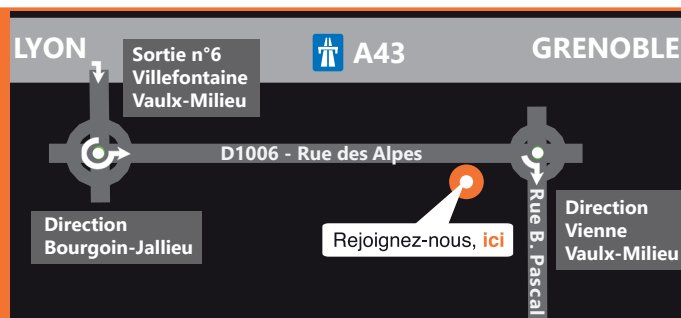 LYON
Sortie n°6
Villefontaine
Vaulx-Milieu
A43
GRENOBLE
D1006 - Rue des Alpes
Direction
Bourgoin-Jallieu
Rejoignez-nous, ici
Rue B. Pascal
Direction
Vienne
Vaulx-Milieu